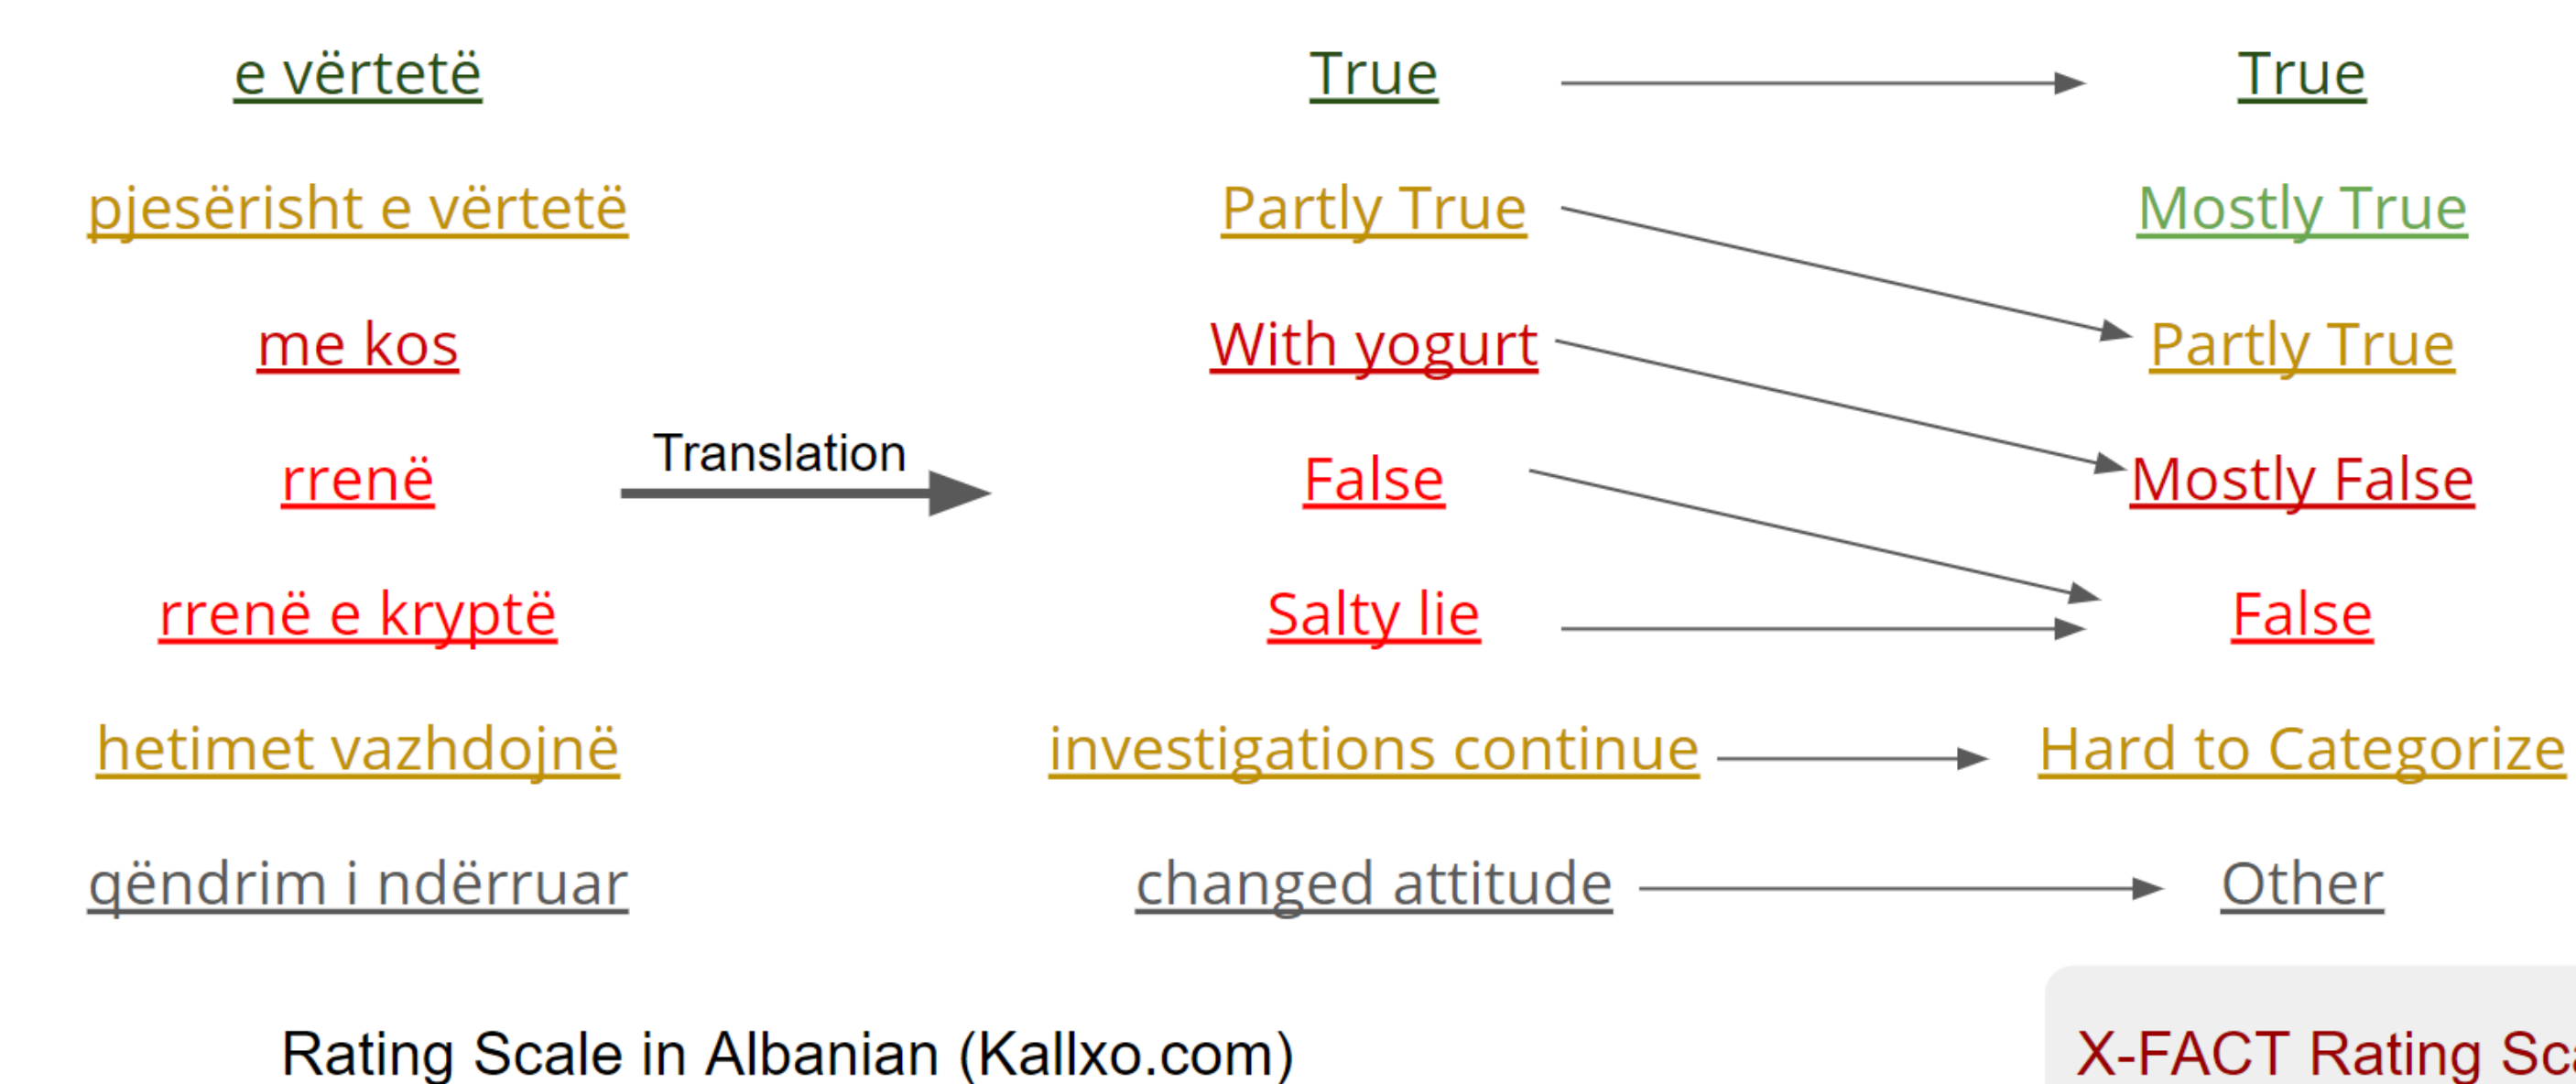 e vërtetë True True
pjesërisht e vërtetë Partly True Mostly True
me kos With yogurt Partly True
Translation
rrenë False Mostly False
rrenë e kryptë Salty lie False
hetimet vazhdojnë investigations continue Hard to Categorize
qëndrim i ndërruar changed attitude Other
Rating Scale in Albanian (Kallxo.com) X-FACT Rating